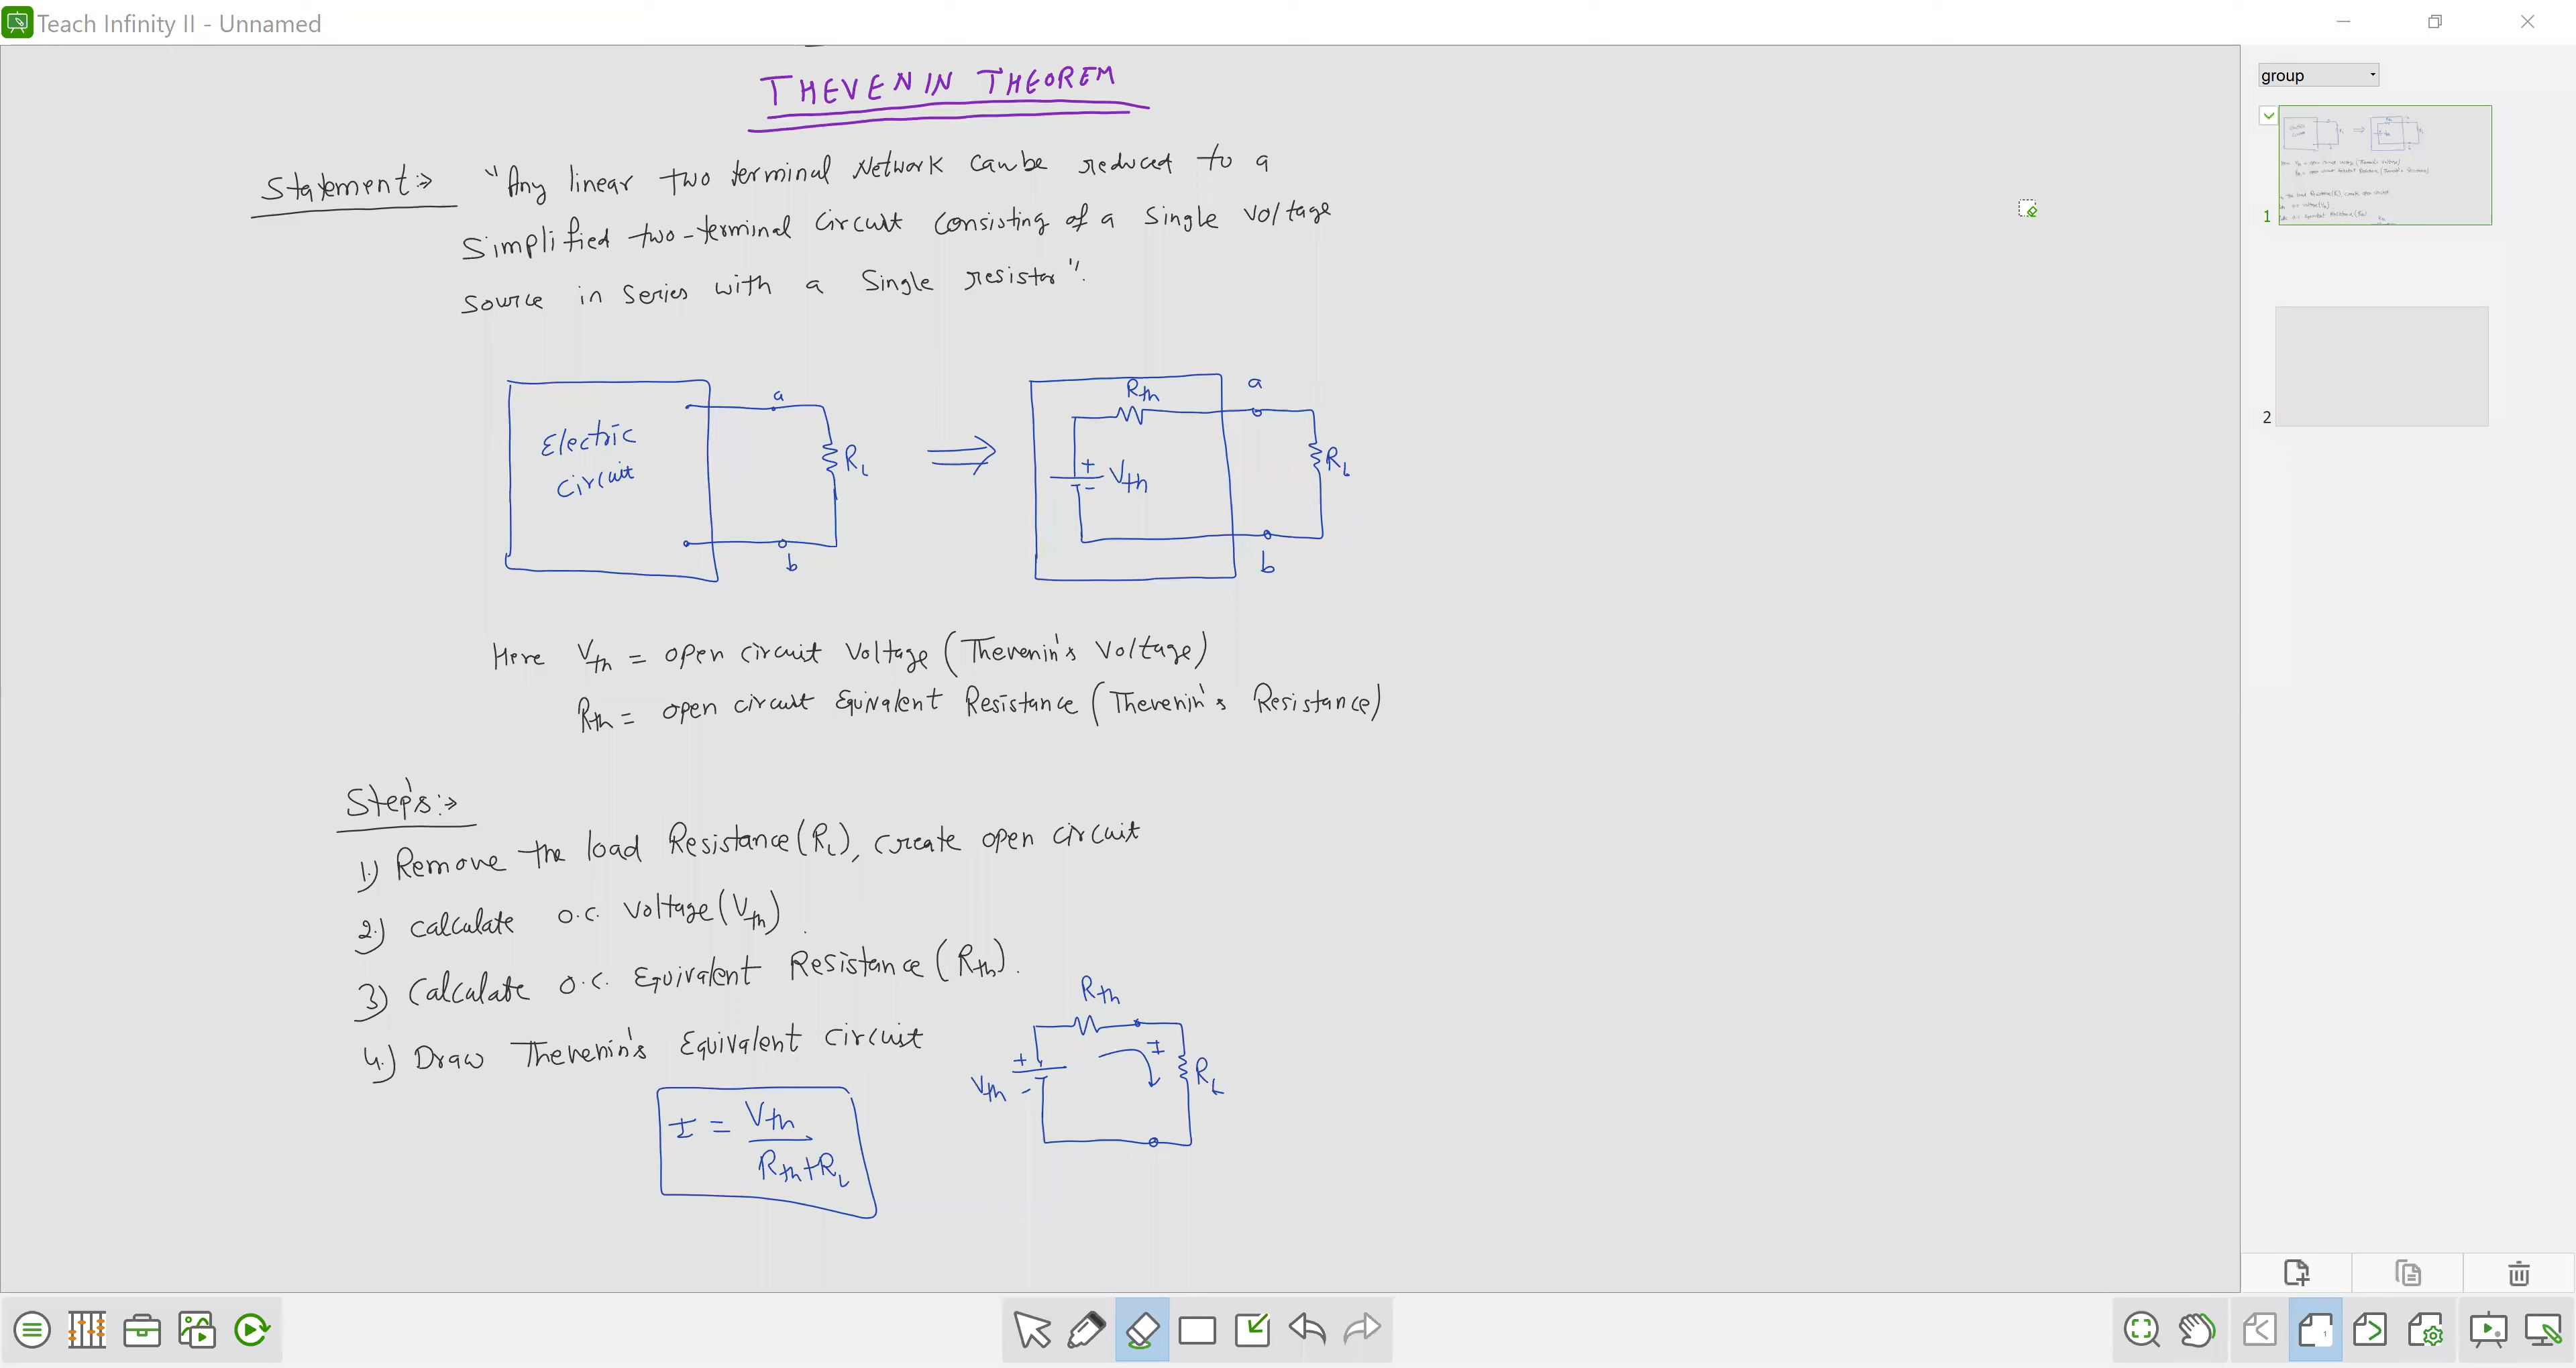 Teach Infinity II - Unnamed
group
THEVENIN THEOREM
Statement:→ "Any linear two terminal Network can be reduced to a
Simplified two-terminal circuit consisting of a single voltage
source in series with a single resistor".
Electric
circuit
a
b
RL
⇒
Rth
+
-
Vth
a
b
RL
Here Vth = open circuit Voltage (Thevenin's Voltage)
Rth = open circuit Equivalent Resistance (Thevenin's Resistance)
Step's:→
1.) Remove the load Resistance (RL), create open circuit
2.) calculate o.c. Voltage (Vth).
3) Calculate o.c. Equivalent Resistance (Rth).
4.) Draw Thevenin's Equivalent circuit
Rth
+
-
Vth
I
RL
I = Vth
Rth+RL
1
2
1